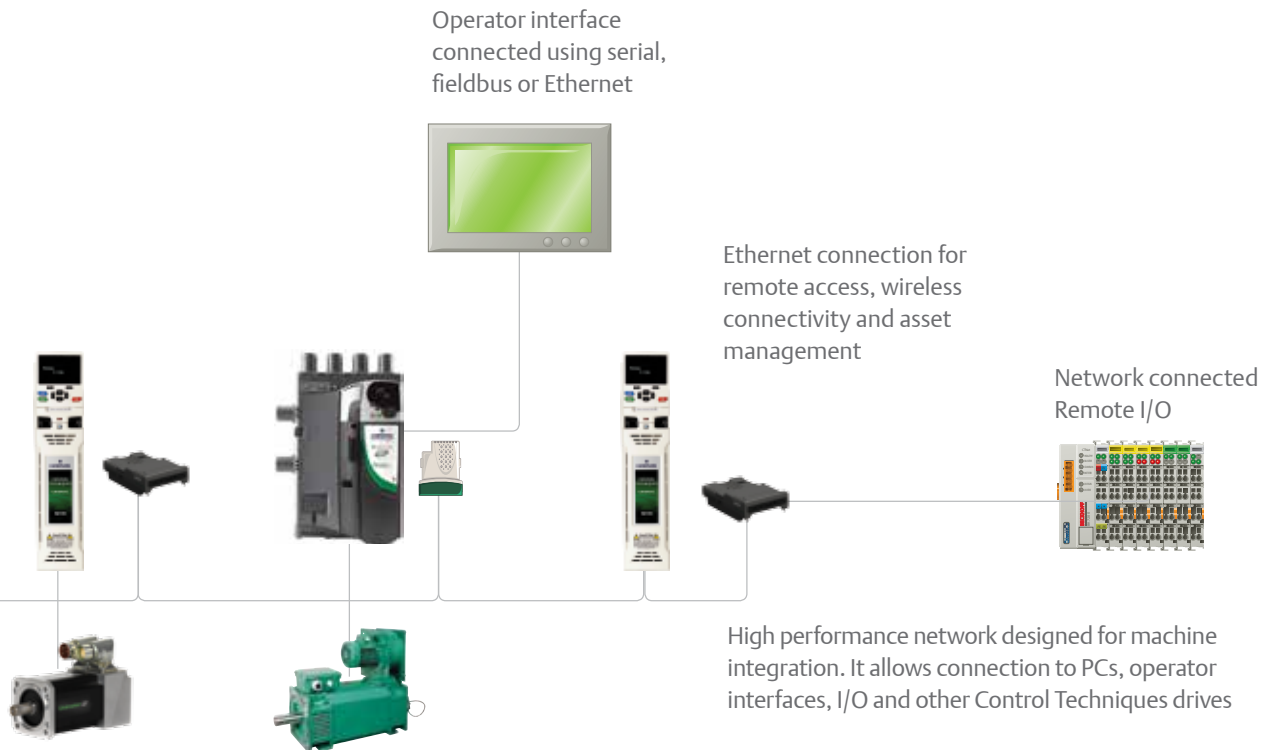 Operator interface
connected using serial,
fieldbus or Ethernet
Ethernet connection for
remote access, wireless
connectivity and asset
management
Network connected
Remote I/O
High performance network designed for machine
integration. It allows connection to PCs, operator
interfaces, I/O and other Control Techniques drives